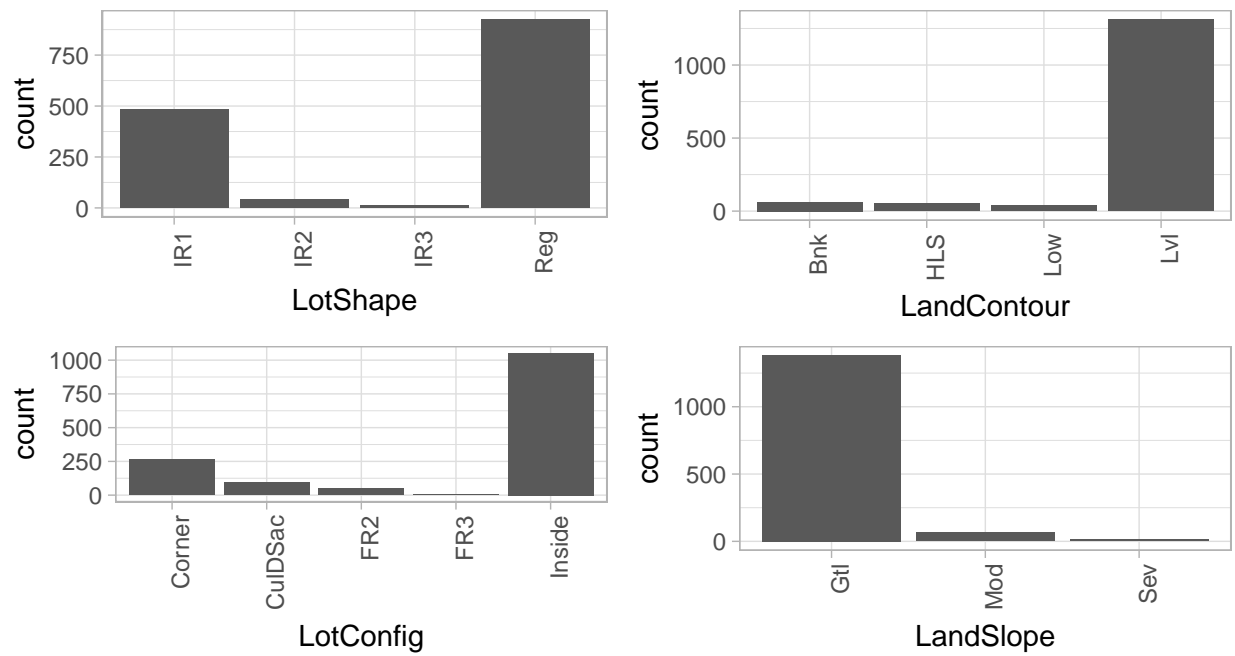 750
500
250
0
count
IR1
IR2
IR3
Reg
LotShape
1000
500
0
count
Bnk
HLS
Low
Lvl
LandContour
1000
750
500
250
0
count
Corner
CulDSac
FR2
FR3
Inside
LotConfig
1000
500
0
count
Gtl
Mod
Sev
LandSlope